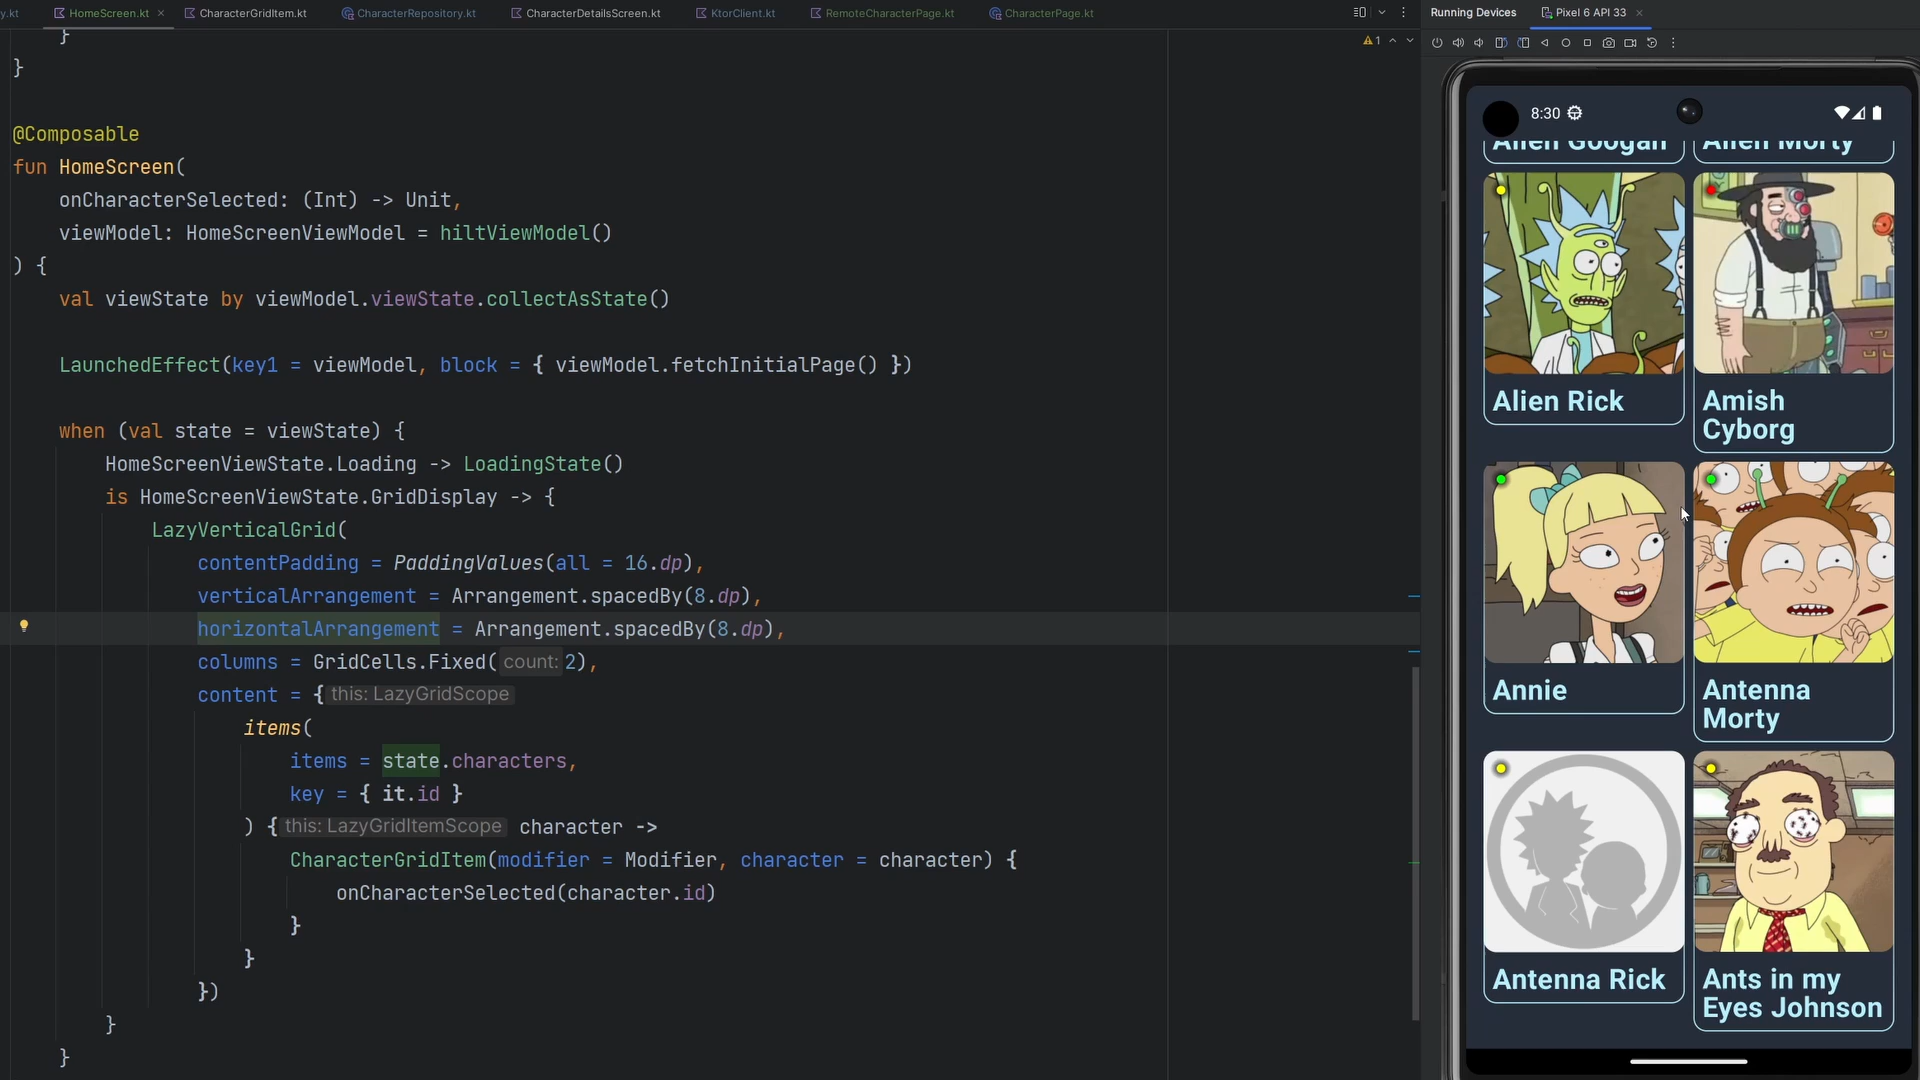 y.kt
HomeScreen.kt
CharacterGridItem.kt
CharacterRepository.kt
CharacterDetailsScreen.kt
KtorClient.kt
RemoteCharacterPage.kt
CharacterPage.kt
Running Devices
Pixel 6 API 33
1
}
}
@Composable
fun HomeScreen(
onCharacterSelected: (Int) -> Unit,
viewModel: HomeScreenViewModel = hiltViewModel()
) {
val viewState by viewModel.viewState.collectAsState()
LaunchedEffect(key1 = viewModel, block = { viewModel.fetchInitialPage() })
when (val state = viewState) {
HomeScreenViewState.Loading -> LoadingState()
is HomeScreenViewState.GridDisplay -> {
LazyVerticalGrid(
contentPadding = PaddingValues(all = 16.dp),
verticalArrangement = Arrangement.spacedBy(8.dp),
horizontalArrangement = Arrangement.spacedBy(8.dp),
columns = GridCells.Fixed( count: 2),
content = { this: LazyGridScope
items(
items = state.characters,
key = { it.id }
) { this: LazyGridItemScope character ->
CharacterGridItem(modifier = Modifier, character = character) {
onCharacterSelected(character.id)
}
}
})
}
}
8:30
Alien Googan
Alien Morty
Alien Rick
Amish
Cyborg
Annie
Antenna
Morty
Antenna Rick
Ants in my
Eyes Johnson